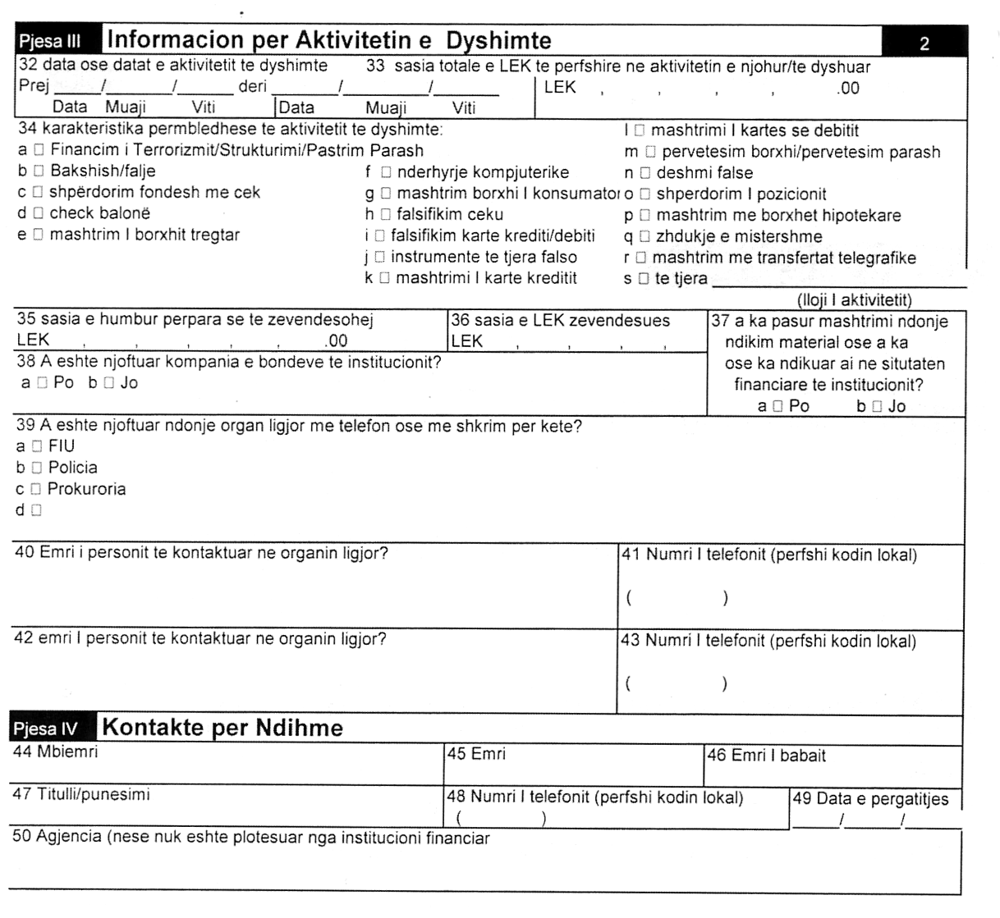 Pjesa III Informacion per Aktivitetin e Dyshimte 2
32 data ose datat e aktivitetit te dyshimte 33 sasia totale e LEK te perfshire ne aktivitetin e njohur/te dyshuar
Prej ____/____/____ deri ____/____/____ LEK , , , , .00
Data Muaji Viti Data Muaji Viti
34 karakteristika permbledhese te aktivitetit te dyshimte:
a □ Financim i Terrorizmit/Strukturimi/Pastrim Parash
b □ Bakshish/falje
c □ shpërdorim fondesh me cek
d □ check balonë
e □ mashtrim I borxhit tregtar
f □ nderhyrje kompjuterike
g □ mashtrim borxhi I konsumator
h □ falsifikim ceku
i □ falsifikim karte krediti/debiti
j □ instrumente te tjera falso
k □ mashtrimi I karte kreditit
l □ mashtrimi I kartes se debitit
m □ pervetesim borxhi/pervetesim parash
n □ deshmi false
o □ shperdorim I pozicionit
p □ mashtrim me borxhet hipotekare
q □ zhdukje e mistershme
r □ mashtrim me transfertat telegrafike
s □ te tjera ____
(lloji I aktivitetit)
35 sasia e humbur perpara se te zevendesohej
LEK , , , , , .00
36 sasia e LEK zevendesues
LEK , , , ,
37 a ka pasur mashtrimi ndonje
ndikim material ose a ka
ose ka ndikuar ai ne situtaten
financiare te institucionit?
a □ Po b □ Jo
38 A eshte njoftuar kompania e bondeve te institucionit?
a □ Po b □ Jo
39 A eshte njoftuar ndonje organ ligjor me telefon ose me shkrim per kete?
a □ FIU
b □ Policia
c □ Prokuroria
d □
40 Emri i personit te kontaktuar ne organin ligjor?
41 Numri I telefonit (perfshi kodin lokal)
( )
42 emri I personit te kontaktuar ne organin ligjor?
43 Numri I telefonit (perfshi kodin lokal)
( )
Pjesa IV Kontakte per Ndihme
44 Mbiemri 45 Emri 46 Emri I babait
47 Titulli/punesimi 48 Numri I telefonit (perfshi kodin lokal) 49 Data e pergatitjes
( ) ____/____/____
50 Agjencia (nese nuk eshte plotesuar nga institucioni financiar